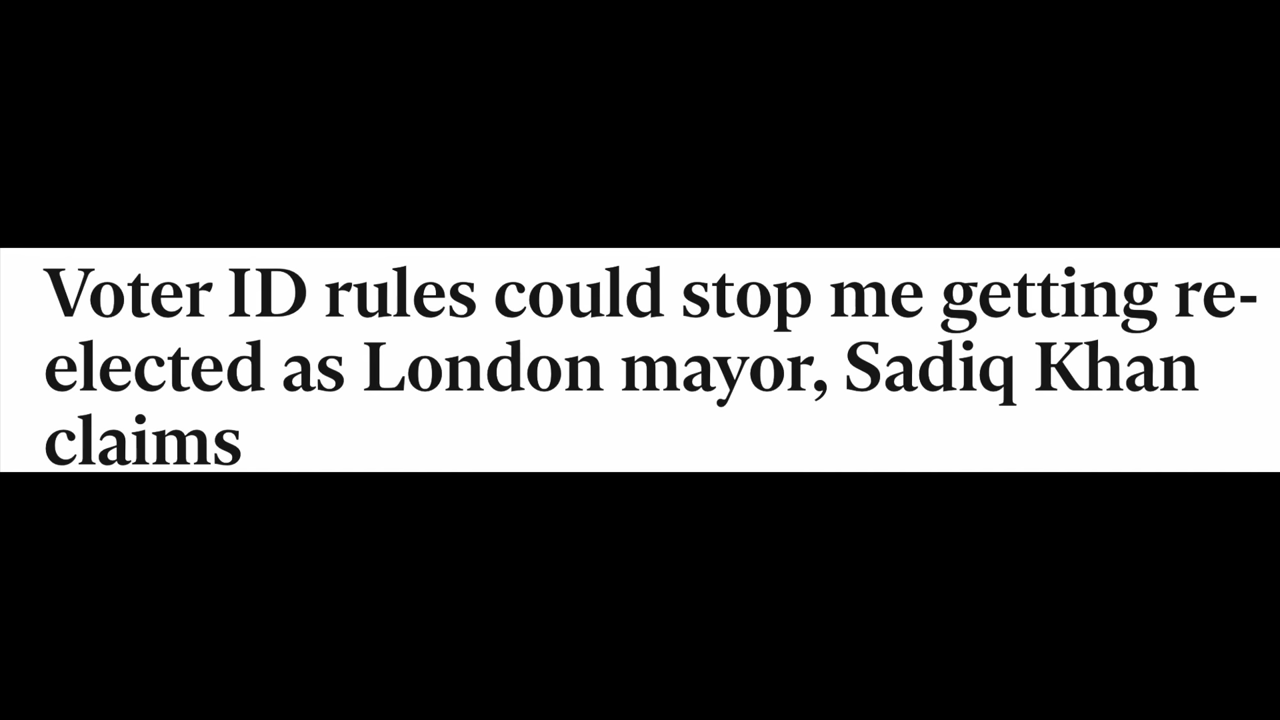 Voter ID rules could stop me getting re-
elected as London mayor, Sadiq Khan
claims